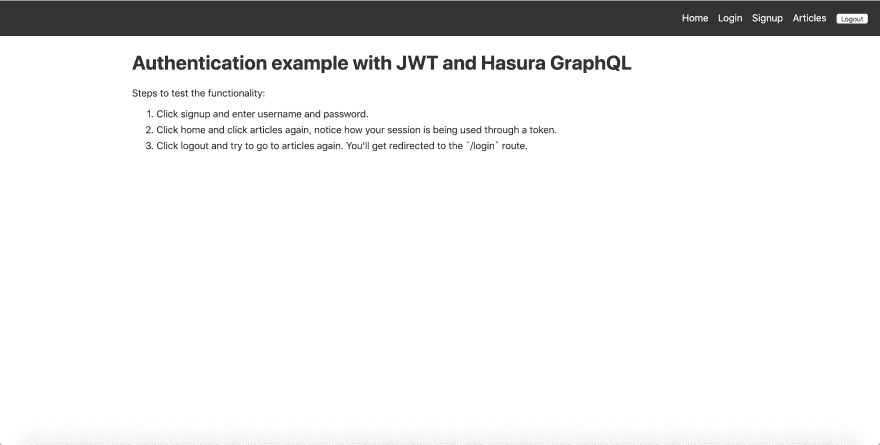 Home Login Signup Articles Logout
Authentication example with JWT and Hasura GraphQL
Steps to test the functionality:
1. Click signup and enter username and password.
2. Click home and click articles again, notice how your session is being used through a token.
3. Click logout and try to go to articles again. You'll get redirected to the `/login` route.